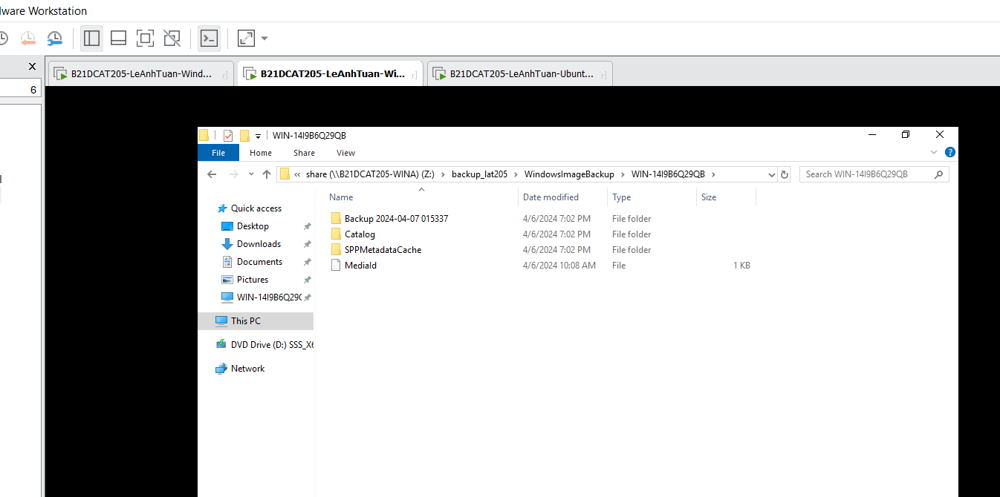 lware Workstation
6
B21DCAT205-LeAnhTuan-Wind...
B21DCAT205-LeAnhTuan-Wi...
B21DCAT205-LeAnhTuan-Ubunt...
WIN-14I9B6Q29QB
File Home Share View
« share (\\B21DCAT205-WINA) (Z:) > backup_lat205 > WindowsImageBackup > WIN-14I9B6Q29QB >
Search WIN-14I9B6Q29QB
Name Date modified Type Size
Quick access
Desktop
Downloads
Documents
Pictures
WIN-14I9B6Q29Q
This PC
DVD Drive (D:) SSS_X6
Network
Backup 2024-04-07 015337 4/6/2024 7:02 PM File folder
Catalog 4/6/2024 7:02 PM File folder
SPPMetadataCache 4/6/2024 7:02 PM File folder
MediaId 4/6/2024 10:08 AM File 1 KB